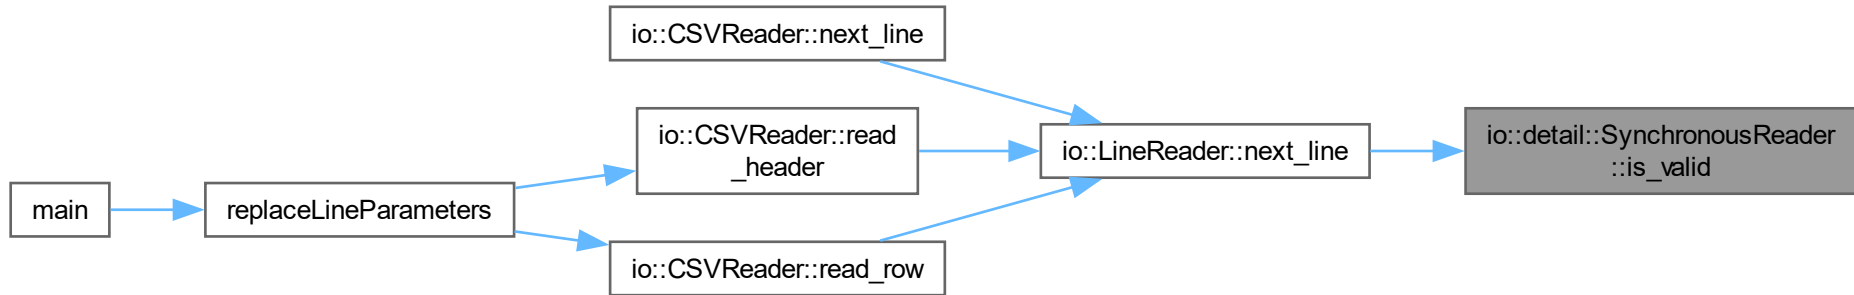 io::CSVReader::next_line
io::CSVReader::read
_header
io::LineReader::next_line
io::detail::SynchronousReader
::is_valid
main
replaceLineParameters
io::CSVReader::read_row